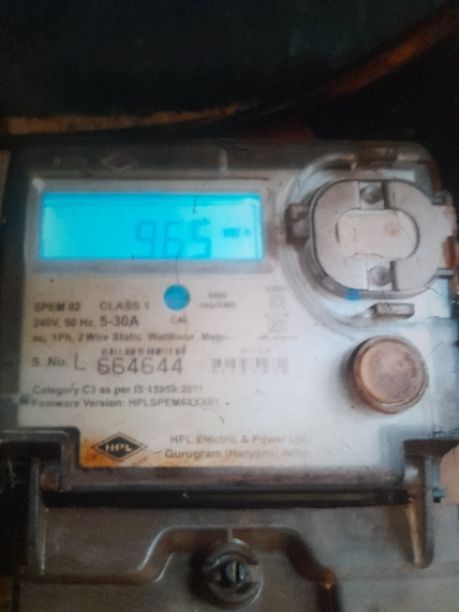 965
SPEM 02 CLASS 1
240V, 50 Hz, 5-30A CAL
ac, 1Ph, 2 Wire Static Watthour Meter
S. No. L 664644
Category C3 as per IS 15959:2011
Firmware Version:
HPL
HPL Electric & Power Ltd.
Gurugram (Haryana)